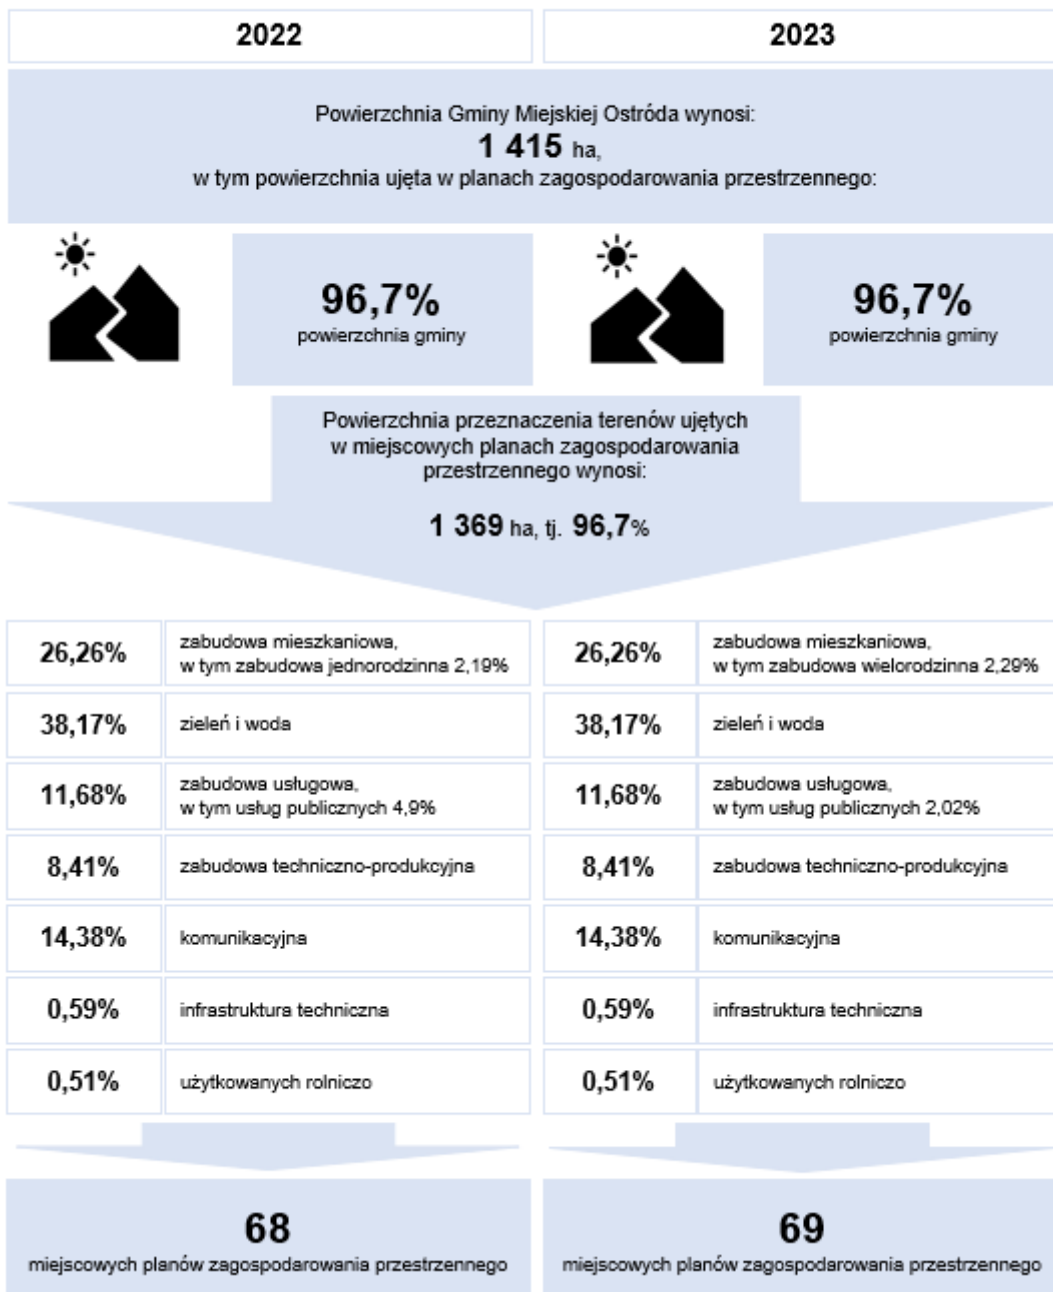 2022
2023
Powierzchnia Gminy Miejskiej Ostróda wynosi:
1 415 ha,
w tym powierzchnia ujęta w planach zagospodarowania przestrzennego:
96,7%
powierzchnia gminy
96,7%
powierzchnia gminy
Powierzchnia przeznaczenia terenów ujętych
w miejscowych planach zagospodarowania
przestrzennego wynosi:
1 369 ha, tj. 96,7%
26,26%
zabudowa mieszkaniowa,
w tym zabudowa jednorodzinna 2,19%
26,26%
zabudowa mieszkaniowa,
w tym zabudowa wielorodzinna 2,29%
38,17%
zieleń i woda
38,17%
zieleń i woda
11,68%
zabudowa usługowa,
w tym usług publicznych 4,9%
11,68%
zabudowa usługowa,
w tym usług publicznych 2,02%
8,41%
zabudowa techniczno-produkcyjna
8,41%
zabudowa techniczno-produkcyjna
14,38%
komunikacyjna
14,38%
komunikacyjna
0,59%
infrastruktura techniczna
0,59%
infrastruktura techniczna
0,51%
użytkowanych rolniczo
0,51%
użytkowanych rolniczo
68
miejscowych planów zagospodarowania przestrzennego
69
miejscowych planów zagospodarowania przestrzennego